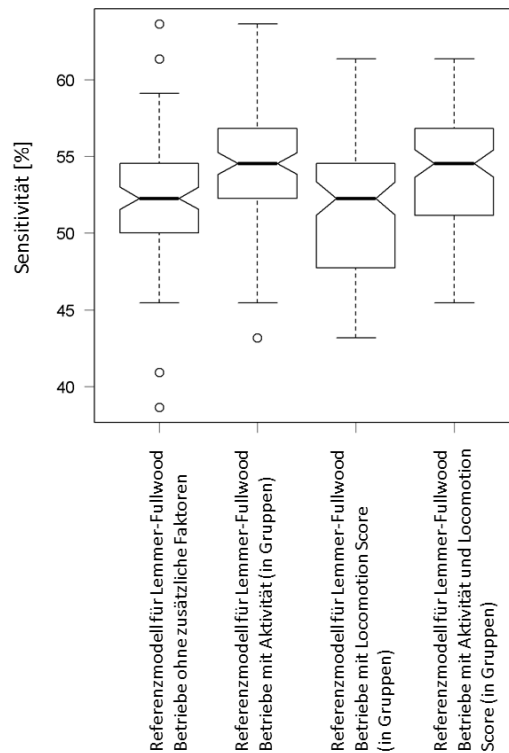 Sensitivität [%]
60
55
50
45
40
Referenzmodell für Lemmer-Fullwood
Betriebe ohne zusätzliche Faktoren
Referenzmodell für Lemmer-Fullwood
Betriebe mit Aktivität (in Gruppen)
Referenzmodell für Lemmer-Fullwood
Betriebe mit Locomotion Score
(in Gruppen)
Referenzmodell für Lemmer-Fullwood
Betriebe mit Aktivität und Locomotion
Score (in Gruppen)